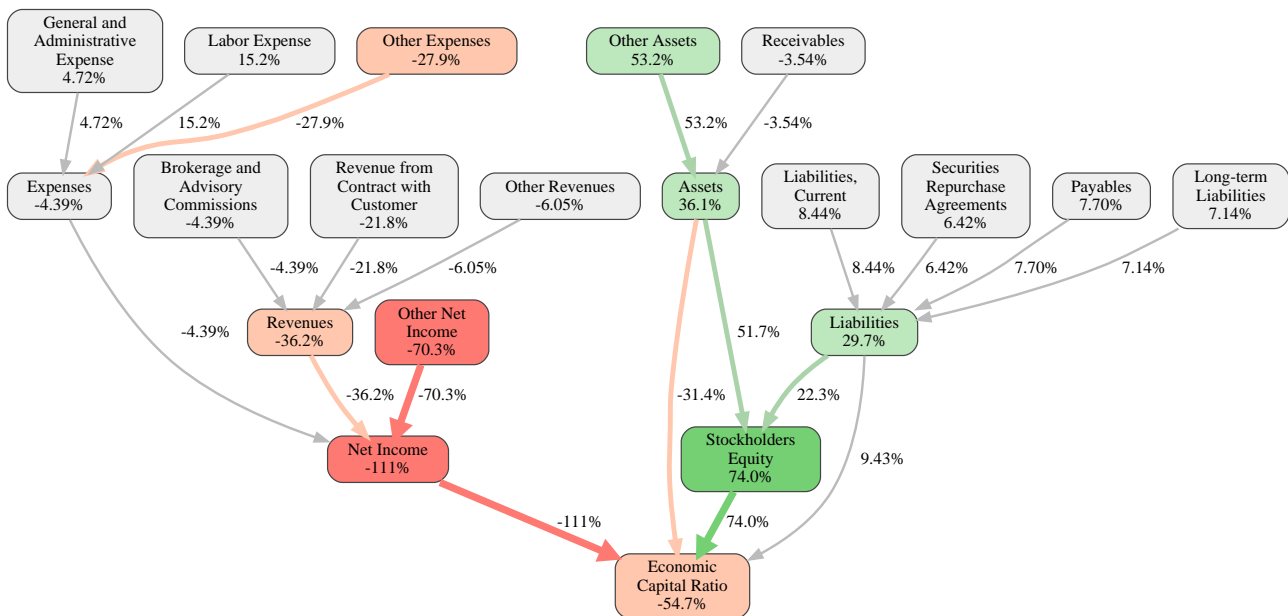 General and
Administrative
Expense
4.72%
Labor Expense
15.2%
Other Expenses
-27.9%
Other Assets
53.2%
Receivables
-3.54%
4.72%
15.2%
-27.9%
53.2%
-3.54%
Expenses
-4.39%
Brokerage and
Advisory
Commissions
-4.39%
Revenue from
Contract with
Customer
-21.8%
Other Revenues
-6.05%
Assets
36.1%
Liabilities,
Current
8.44%
Securities
Repurchase
Agreements
6.42%
Payables
7.70%
Long-term
Liabilities
7.14%
-4.39%
-21.8%
-6.05%
8.44%
6.42%
7.70%
7.14%
-4.39%
Revenues
-36.2%
Other Net
Income
-70.3%
51.7%
Liabilities
29.7%
-36.2%
-70.3%
-31.4%
22.3%
Net Income
-111%
Stockholders
Equity
74.0%
9.43%
-111%
74.0%
Economic
Capital Ratio
-54.7%